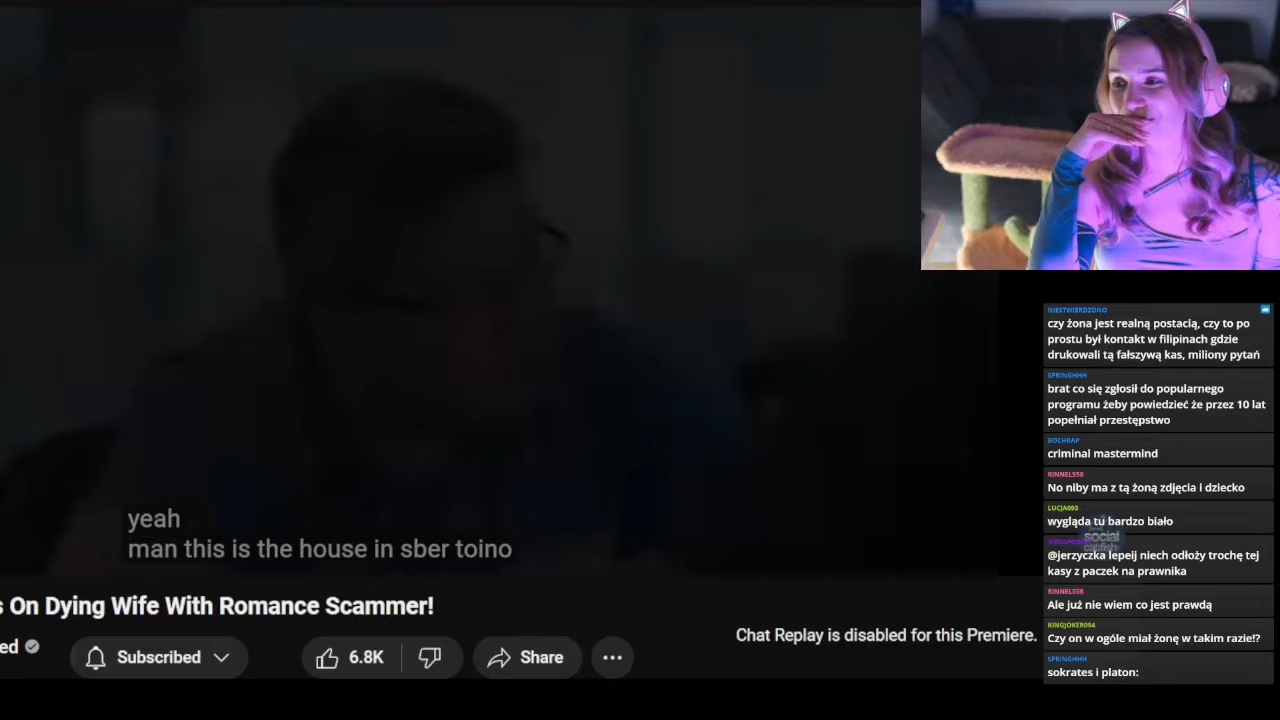 yeah
man this is the house in sber toino
s On Dying Wife With Romance Scammer!
ed
Subscribed
6.8K
Share
Chat Replay is disabled for this Premiere.
NIESTWIERDZONO
czy żona jest realną postacią, czy to po
prostu był kontakt w filipinach gdzie
drukowali tą fałszywą kas, miliony pytań
SPRINGHHH
brat co się zgłosił do popularnego
programu żeby powiedzieć że przez 10 lat
popełniał przestępstwo
BOCHRAP
criminal mastermind
RINNEL558
No niby ma z tą żoną zdjęcia i dziecko
LUCJA093
wygląda tu bardzo biało
social
catfish
@jerzyczka lepeij niech odłoży trochę tej
kasy z paczek na prawnika
RINNEL558
Ale już nie wiem co jest prawdą
KINGJOKER094
Czy on w ogóle miał żonę w takim razie!?
SPRINGHHH
sokrates i platon: